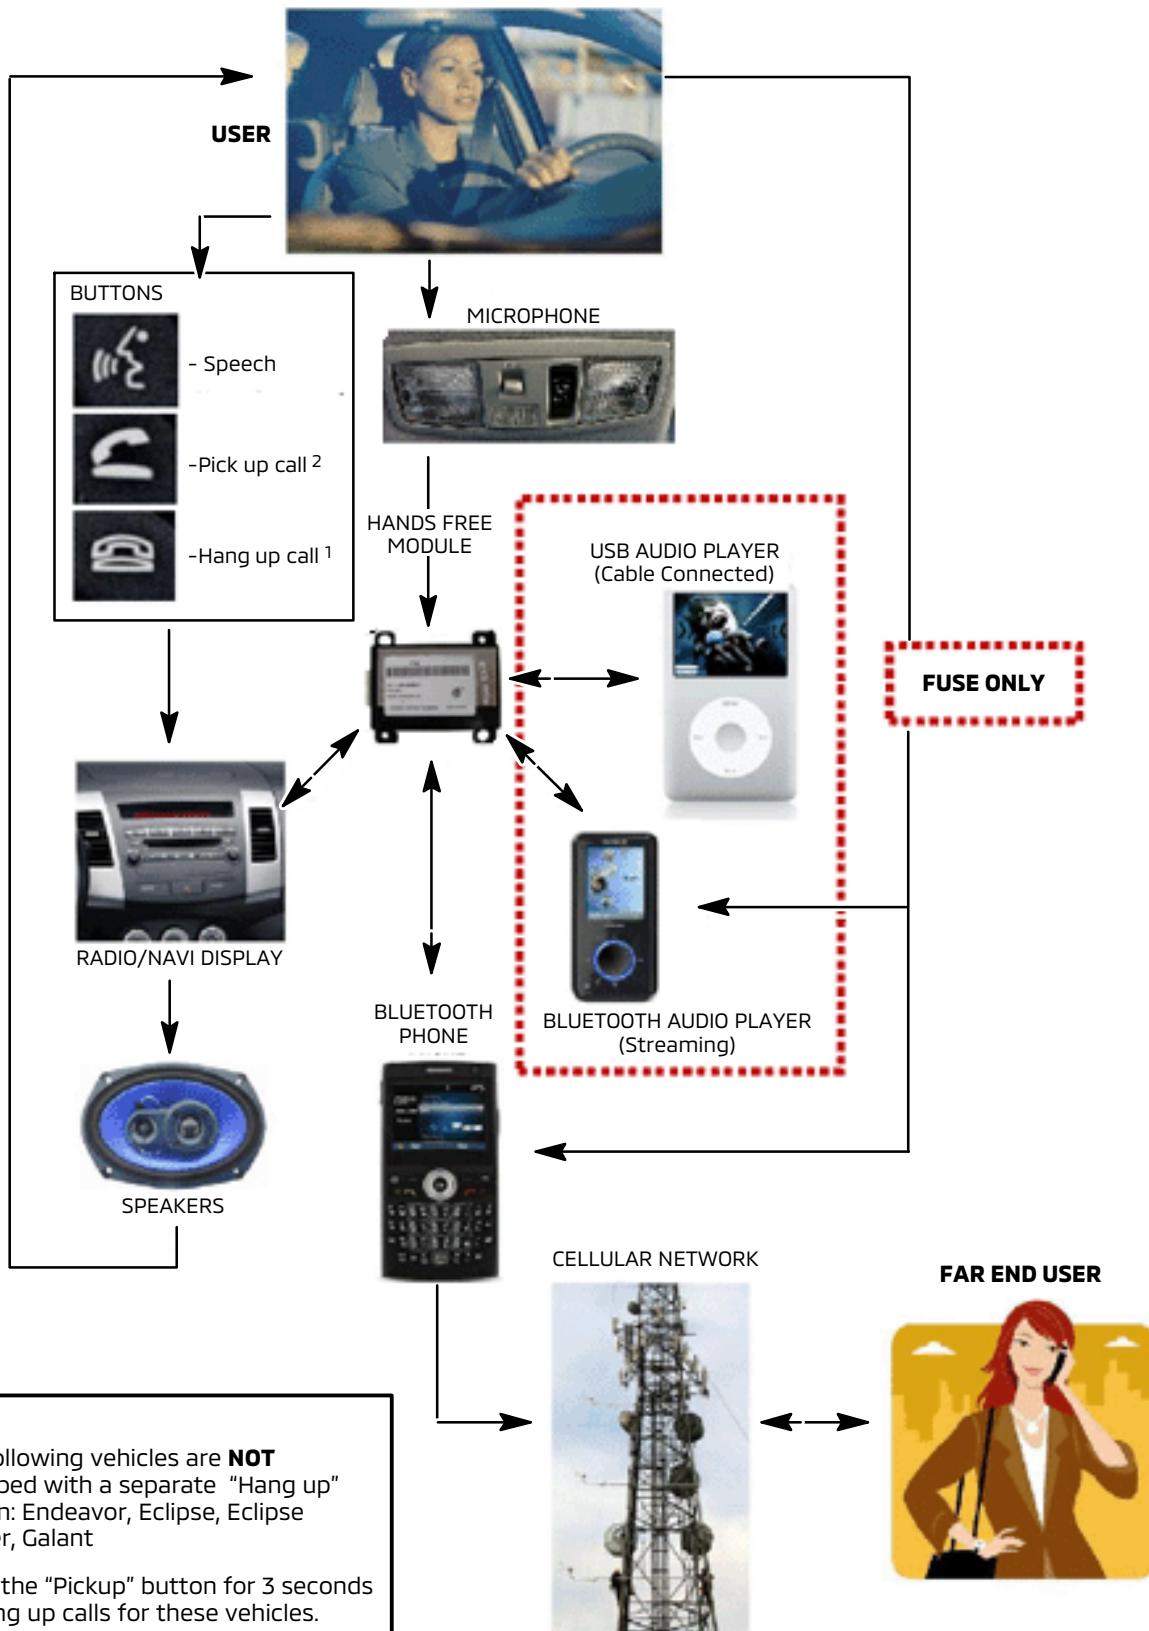 USER
BUTTONS
- Speech
-Pick up call 2
-Hang up call 1
MICROPHONE
HANDS FREE
MODULE
USB AUDIO PLAYER
(Cable Connected)
FUSE ONLY
RADIO/NAVI DISPLAY
BLUETOOTH
PHONE
BLUETOOTH AUDIO PLAYER
(Streaming)
SPEAKERS
CELLULAR NETWORK
FAR END USER
ollowing vehicles are NOT
ped with a separate “Hang up”
n: Endeavor, Eclipse, Eclipse
er, Galant
the “Pickup” button for 3 seconds
ng up calls for these vehicles.